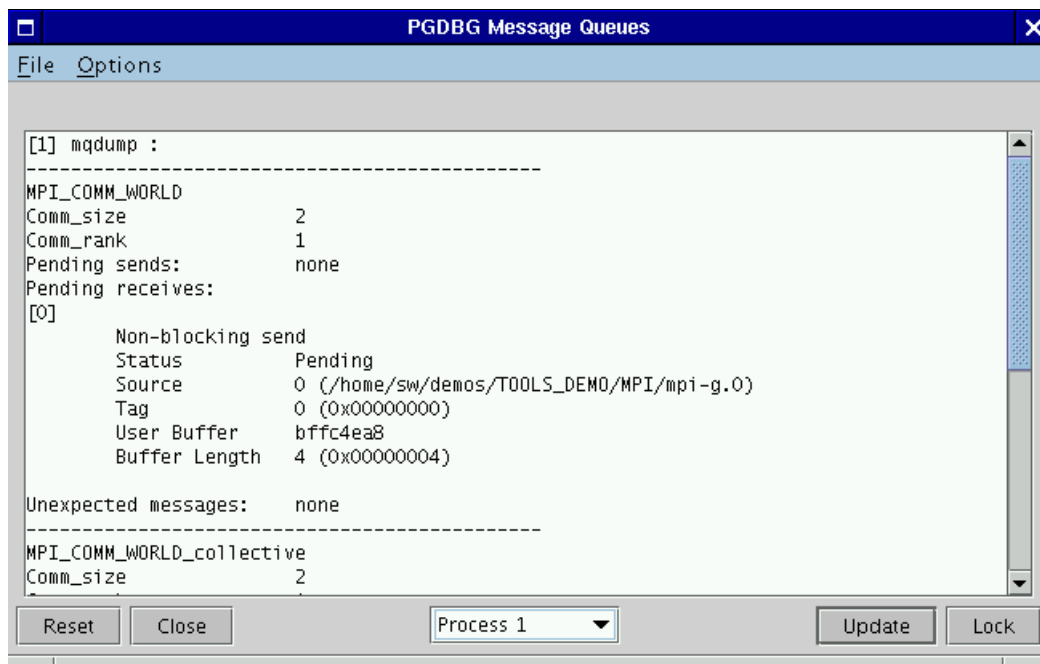 PGDBG Message Queues
File Options
[1] mqdump :
----------------------------------------------
MPI_COMM_WORLD
Comm_size 2
Comm_rank 1
Pending sends: none
Pending receives:
[0]
Non-blocking send
Status Pending
Source 0 (/home/sw/demos/TOOLS_DEMO/MPI/mpi-g.0)
Tag 0 (0x00000000)
User Buffer bffc4ea8
Buffer Length 4 (0x00000004)
Unexpected messages: none
----------------------------------------------
MPI_COMM_WORLD_collective
Comm_size 2
Reset Close Process 1 Update Lock